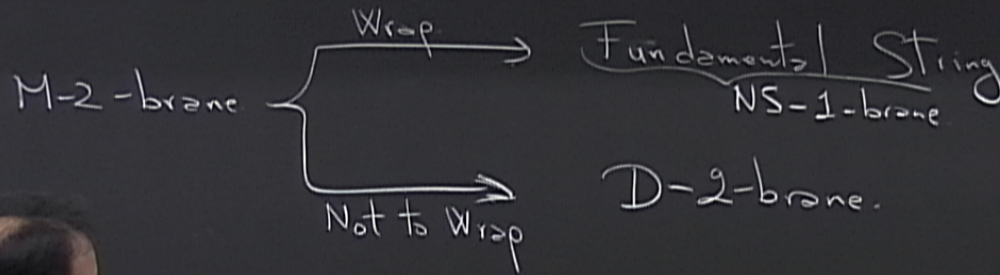 Wrap
Fundamental String
M-2-brane
NS-1-brane
D-2-brane.
Not to Wrap